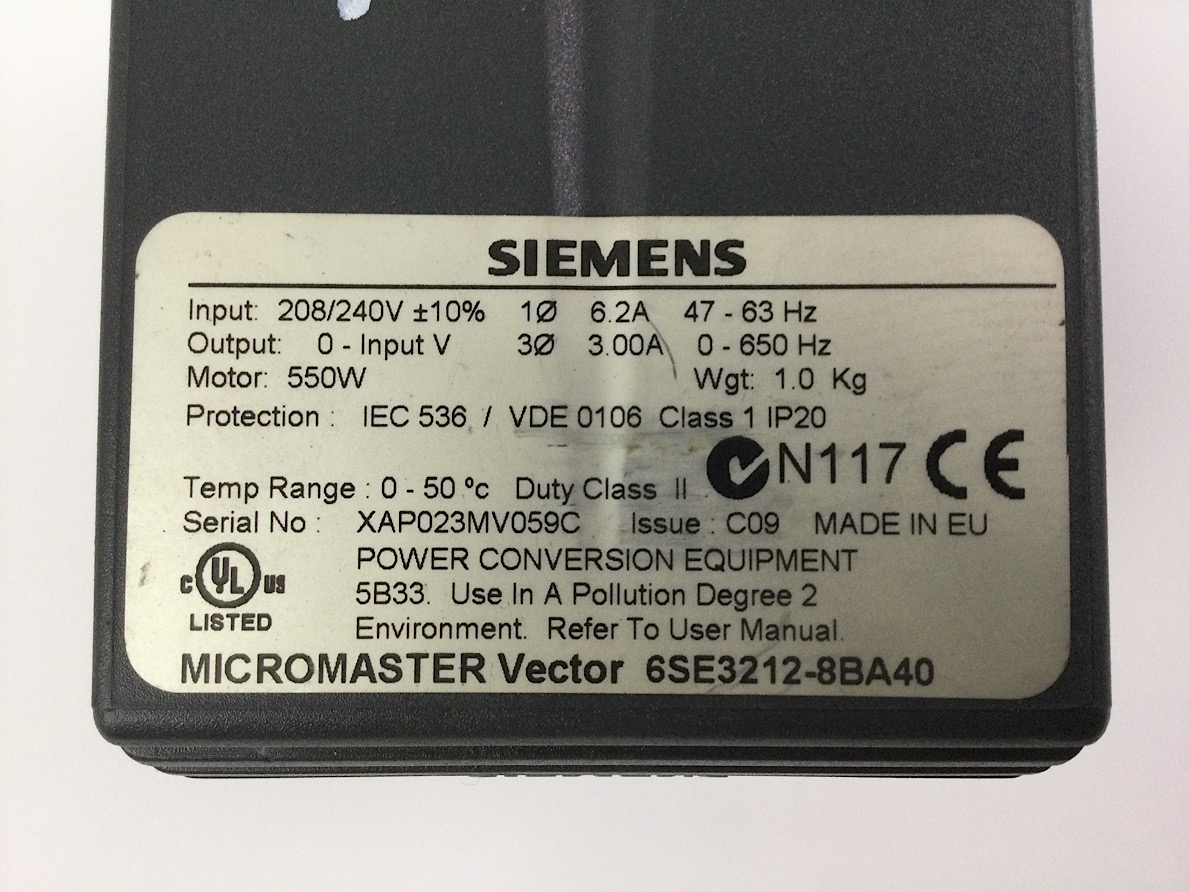 SIEMENS
Input: 208/240V ±10% 1Ø 6.2A 47 - 63 Hz
Output: 0 - Input V 3Ø 3.00A 0 - 650 Hz
Motor: 550W Wgt: 1.0 Kg
Protection : IEC 536 / VDE 0106 Class 1 IP20
N117 CE
Temp Range : 0 - 50 ºc Duty Class II
Serial No : XAP023MV059C Issue : C09 MADE IN EU
POWER CONVERSION EQUIPMENT
c UL us
5B33. Use In A Pollution Degree 2
LISTED
Environment. Refer To User Manual.
MICROMASTER Vector 6SE3212-8BA40